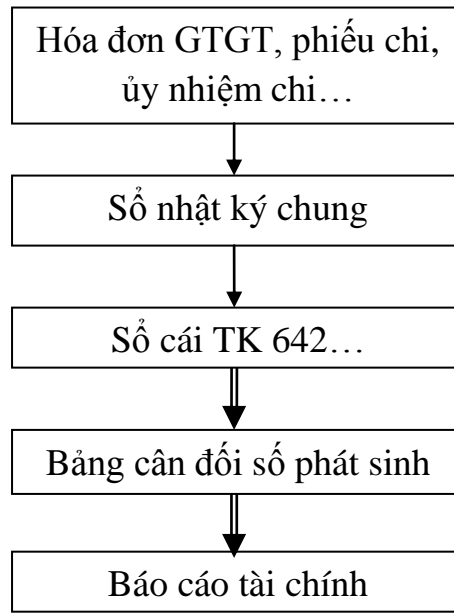 Hóa đơn GTGT, phiếu chi,
ủy nhiệm chi…
Sổ nhật ký chung
Sổ cái TK 642…
Bảng cân đối số phát sinh
Báo cáo tài chính